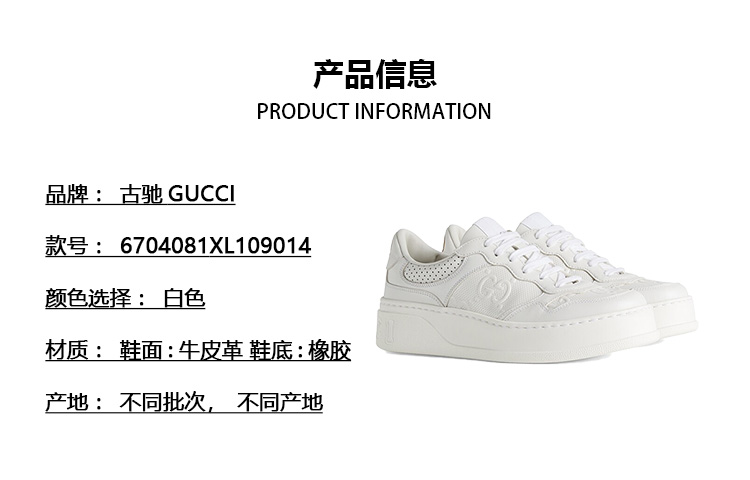 产品信息
PRODUCT INFORMATION
品牌： 古驰 GUCCI
款号： 6704081XL109014
颜色选择： 白色
材质： 鞋面:牛皮革 鞋底:橡胶
产地： 不同批次， 不同产地